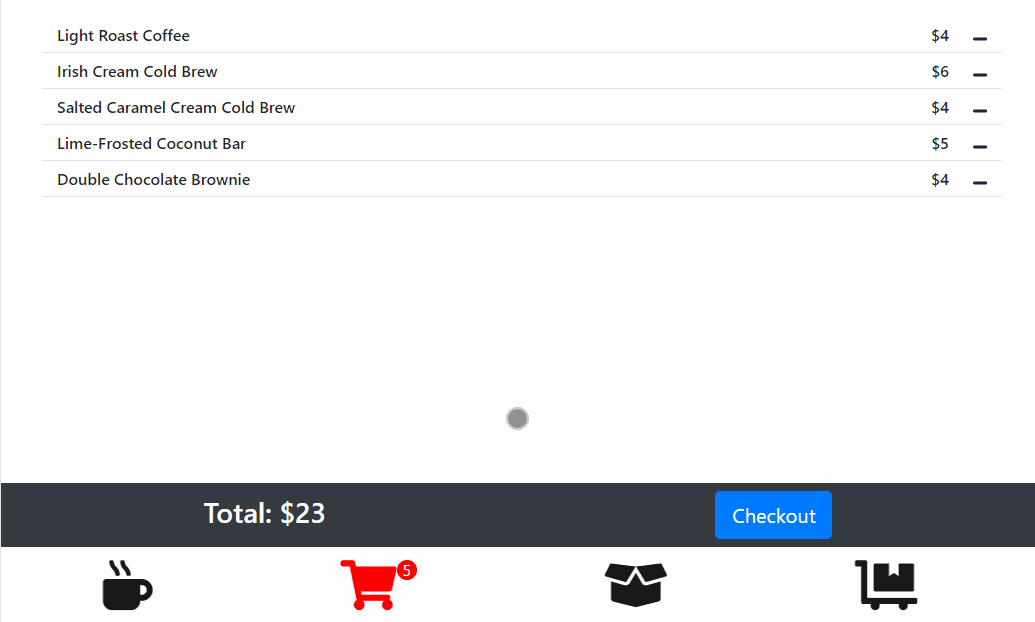 Light Roast Coffee $4
Irish Cream Cold Brew $6
Salted Caramel Cream Cold Brew $4
Lime-Frosted Coconut Bar $5
Double Chocolate Brownie $4
Total: $23 Checkout
5